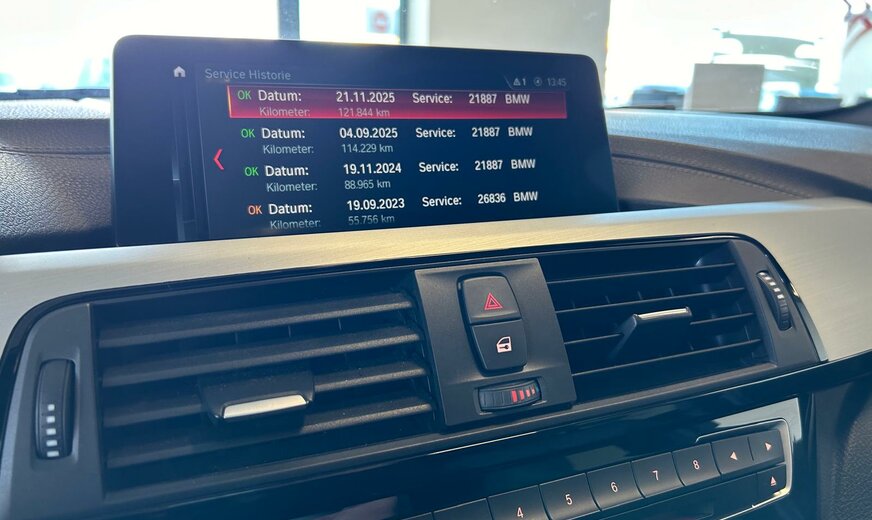 Service Historie 1 13:45
OK Datum: 21.11.2025 Service: 21887 BMW
Kilometer: 121.844 km
OK Datum: 04.09.2025 Service: 21887 BMW
Kilometer: 114.229 km
OK Datum: 19.11.2024 Service: 21887 BMW
Kilometer: 88.965 km
OK Datum: 19.09.2023 Service: 26836 BMW
Kilometer: 55.756 km
4 5 6 7 8